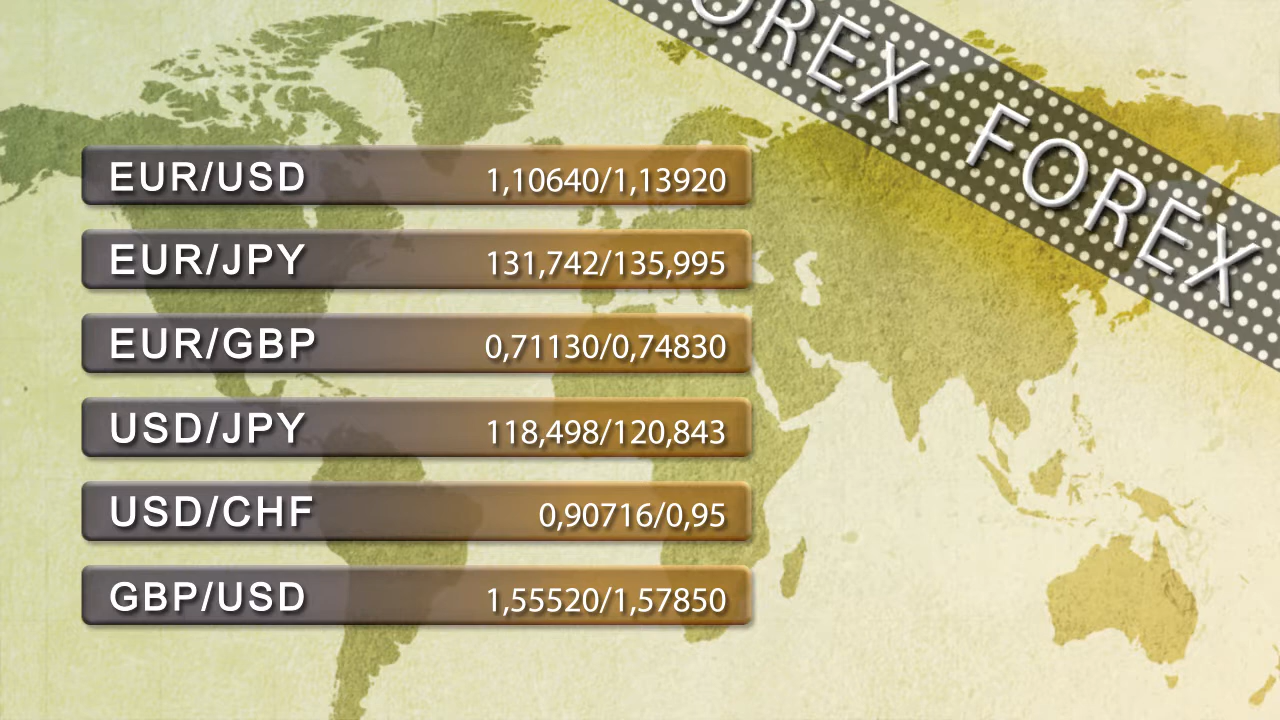 OREX FOREX
EUR/USD 1,10640/1,13920
EUR/JPY 131,742/135,995
EUR/GBP 0,71130/0,74830
USD/JPY 118,498/120,843
USD/CHF 0,90716/0,95
GBP/USD 1,55520/1,57850